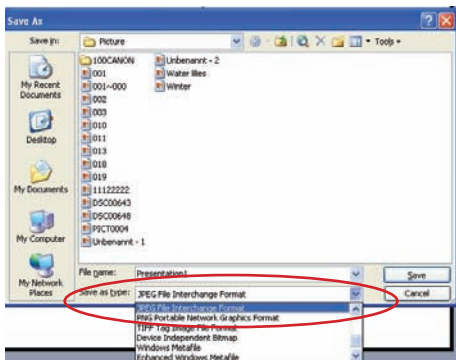 Save As
Save in:
Picture
Tools
My Recent Documents
Desktop
My Documents
My Computer
My Network Places
100CANON
001
001~000
002
003
010
011
013
018
019
11122222
DSC00643
DSC00648
PICT0004
Unbenannt - 1
Unbenannt - 2
Water lilies
Winter
File name:
Presentation1
Save
Save as type:
JPEG File Interchange Format
Cancel
JPEG File Interchange Format
PNG Portable Network Graphics Format
TIFF Tag Image File Format
Device Independent Bitmap
Windows Metafile
Enhanced Windows Metafile